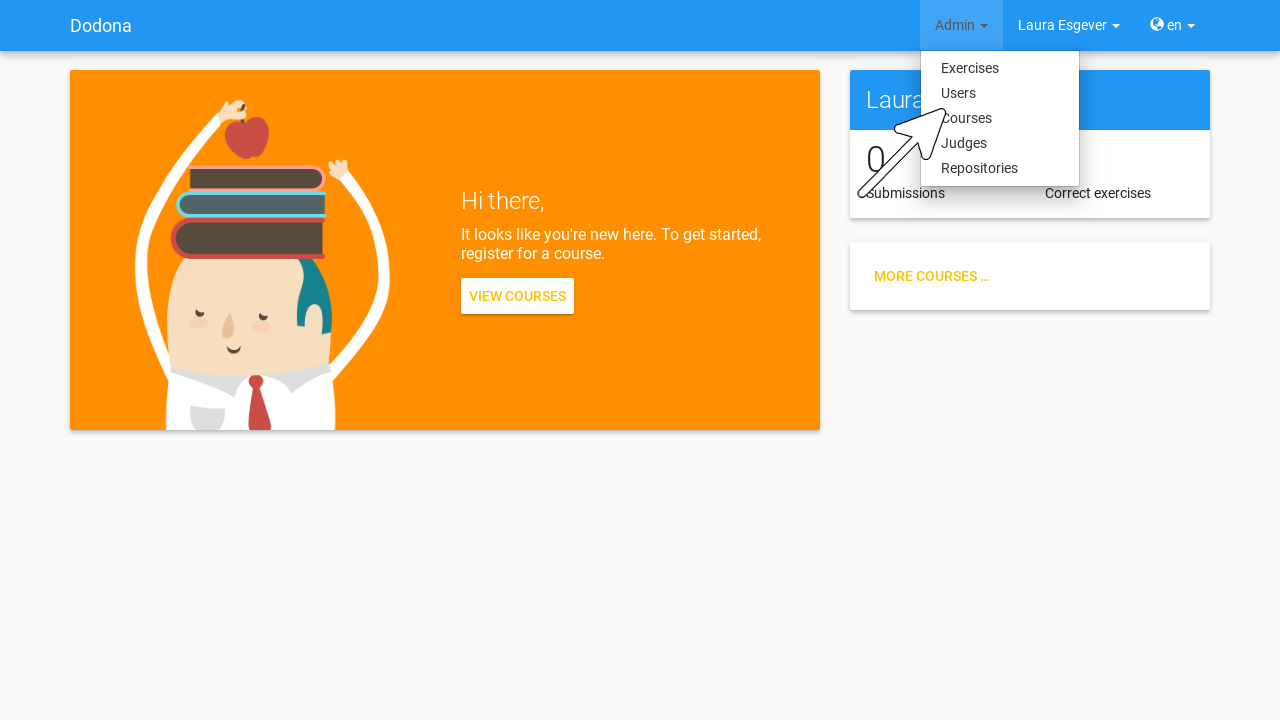 Dodona
Admin
Laura Esgever
en
Exercises
Users
Courses
Judges
Repositories
Hi there,
It looks like you're new here. To get started,
register for a course.
VIEW COURSES
Laura
0
Submissions
Correct exercises
MORE COURSES ...